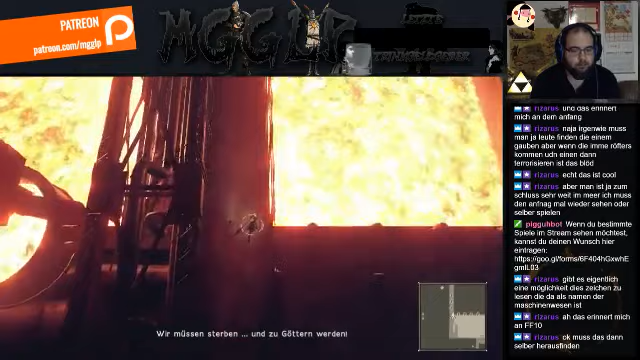 PATREON
patreon.com/mgglp
MGGLP
LETZTE
rizarus und das erinnert
mich an dem anfang
rizarus naja irgenwie muss
man ja leute finden die einem
gauben aber wenn die imme röfters
kommen udn einen dann
terrorisieren ist das blöd
rizarus echt das ist cool
rizarus aber man ist ja zum
schluss sehr weit im meer ich muss
den anfnag mal wieder sehen oder
selber spielen
pigguhbot Wenn du bestimmte
Spiele im Stream sehen möchtest,
kannst du deinen Wunsch hier
eintragen:
https://goo.gl/forms/6F404hGxwhE
gmIL03
rizarus gibt es eigentlich
eine möglichkeit dies zeichen zu
lesen die da als namen der
maschinenwesen ist
rizarus ah das erinnert mich
an FF10
rizarus ok muss das dann
selber herausfinden
Wir müssen sterben ... und zu Göttern werden!